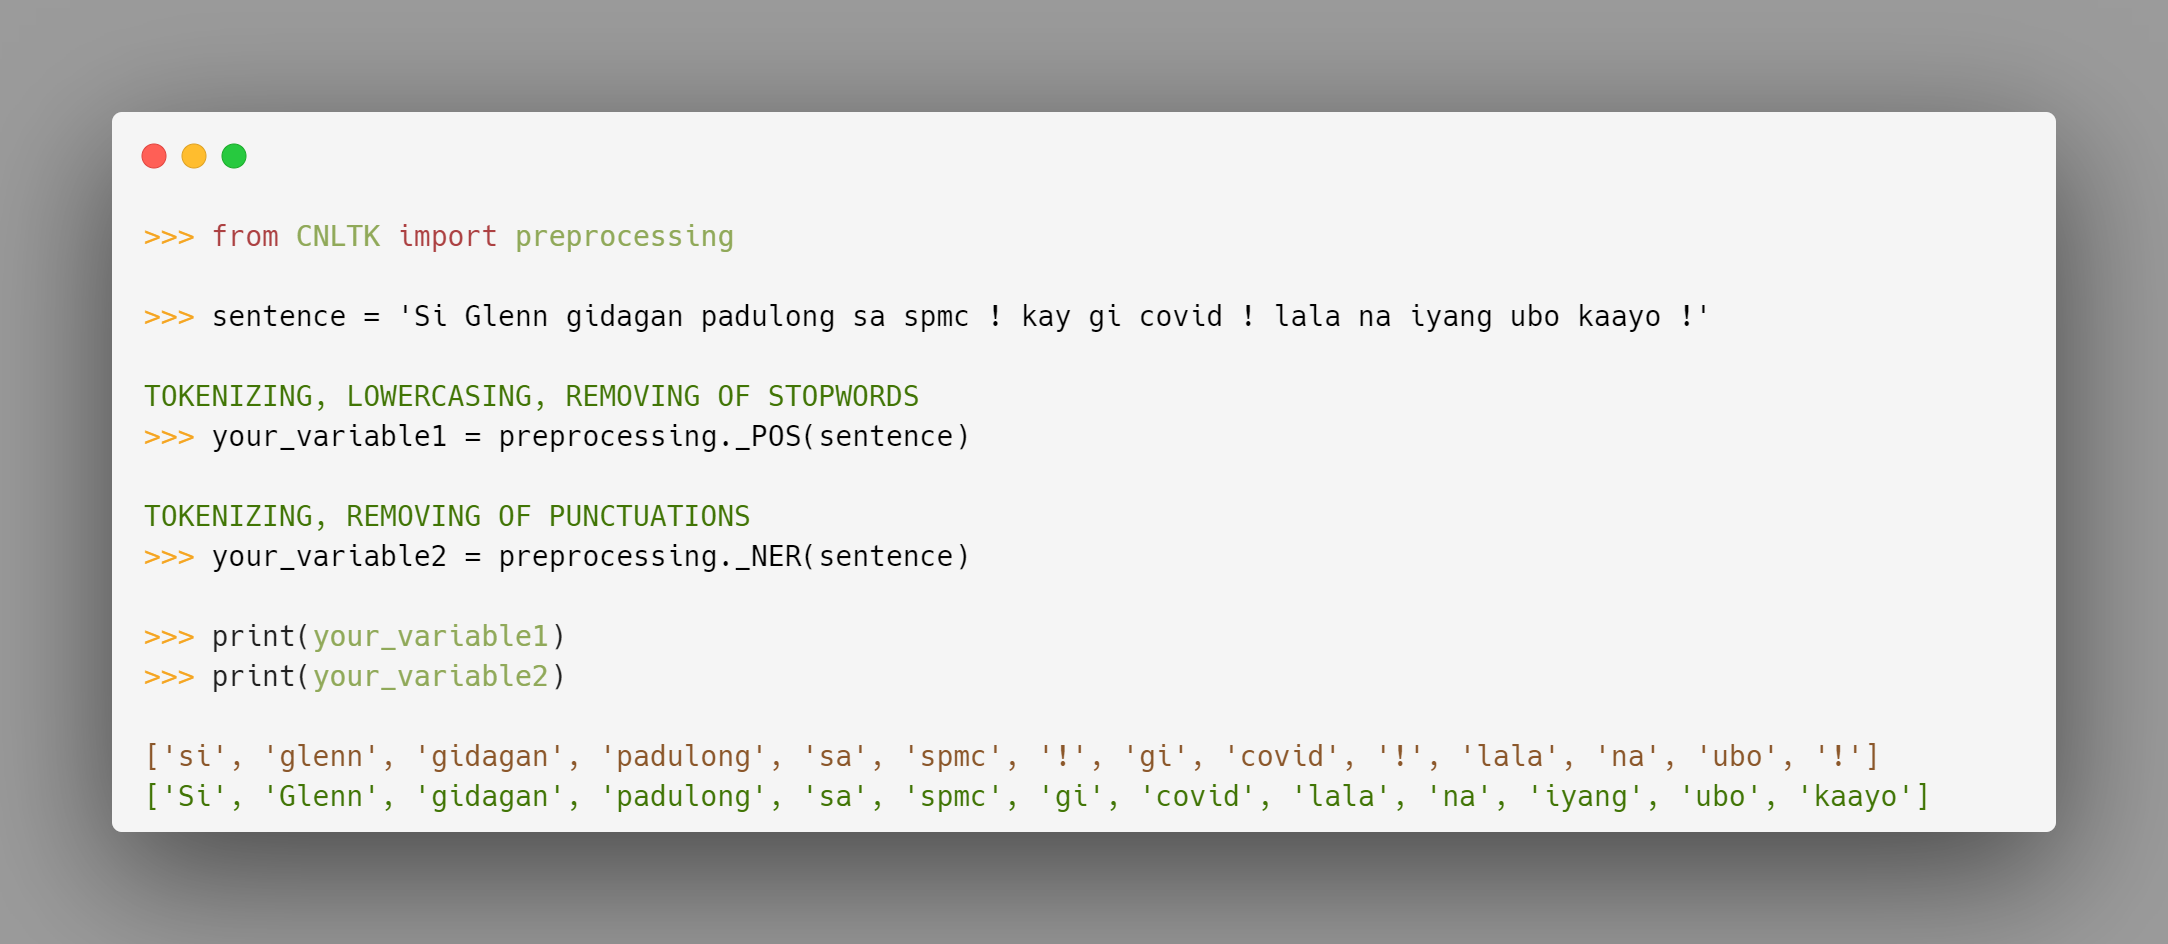 >>> from CNLTK import preprocessing
>>> sentence = 'Si Glenn gidagan padulong sa spmc ! kay gi covid ! lala na iyang ubo kaayo !'
TOKENIZING, LOWERCASING, REMOVING OF STOPWORDS
>>> your_variable1 = preprocessing._POS(sentence)
TOKENIZING, REMOVING OF PUNCTUATIONS
>>> your_variable2 = preprocessing._NER(sentence)
>>> print(your_variable1)
>>> print(your_variable2)
['si', 'glenn', 'gidagan', 'padulong', 'sa', 'spmc', '!', 'gi', 'covid', '!', 'lala', 'na', 'ubo', '!']
['Si', 'Glenn', 'gidagan', 'padulong', 'sa', 'spmc', 'gi', 'covid', 'lala', 'na', 'iyang', 'ubo', 'kaayo']